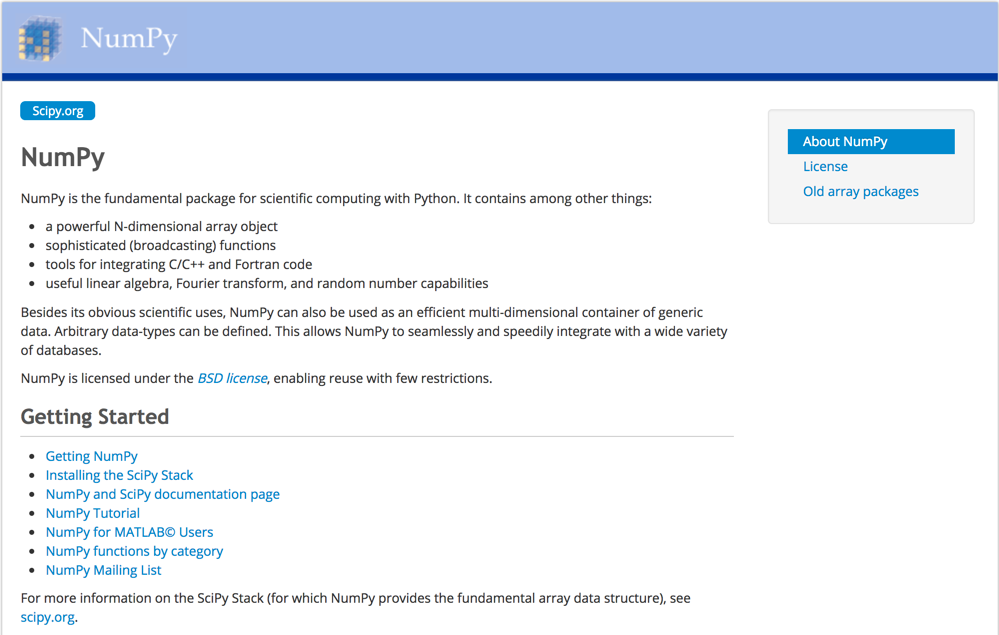 NumPy
Scipy.org
NumPy
NumPy is the fundamental package for scientific computing with Python. It contains among other things:
a powerful N-dimensional array object
sophisticated (broadcasting) functions
tools for integrating C/C++ and Fortran code
useful linear algebra, Fourier transform, and random number capabilities
Besides its obvious scientific uses, NumPy can also be used as an efficient multi-dimensional container of generic
data. Arbitrary data-types can be defined. This allows NumPy to seamlessly and speedily integrate with a wide variety
of databases.
NumPy is licensed under the BSD license, enabling reuse with few restrictions.
Getting Started
Getting NumPy
Installing the SciPy Stack
NumPy and SciPy documentation page
NumPy Tutorial
NumPy for MATLAB© Users
NumPy functions by category
NumPy Mailing List
For more information on the SciPy Stack (for which NumPy provides the fundamental array data structure), see
scipy.org.
About NumPy
License
Old array packages